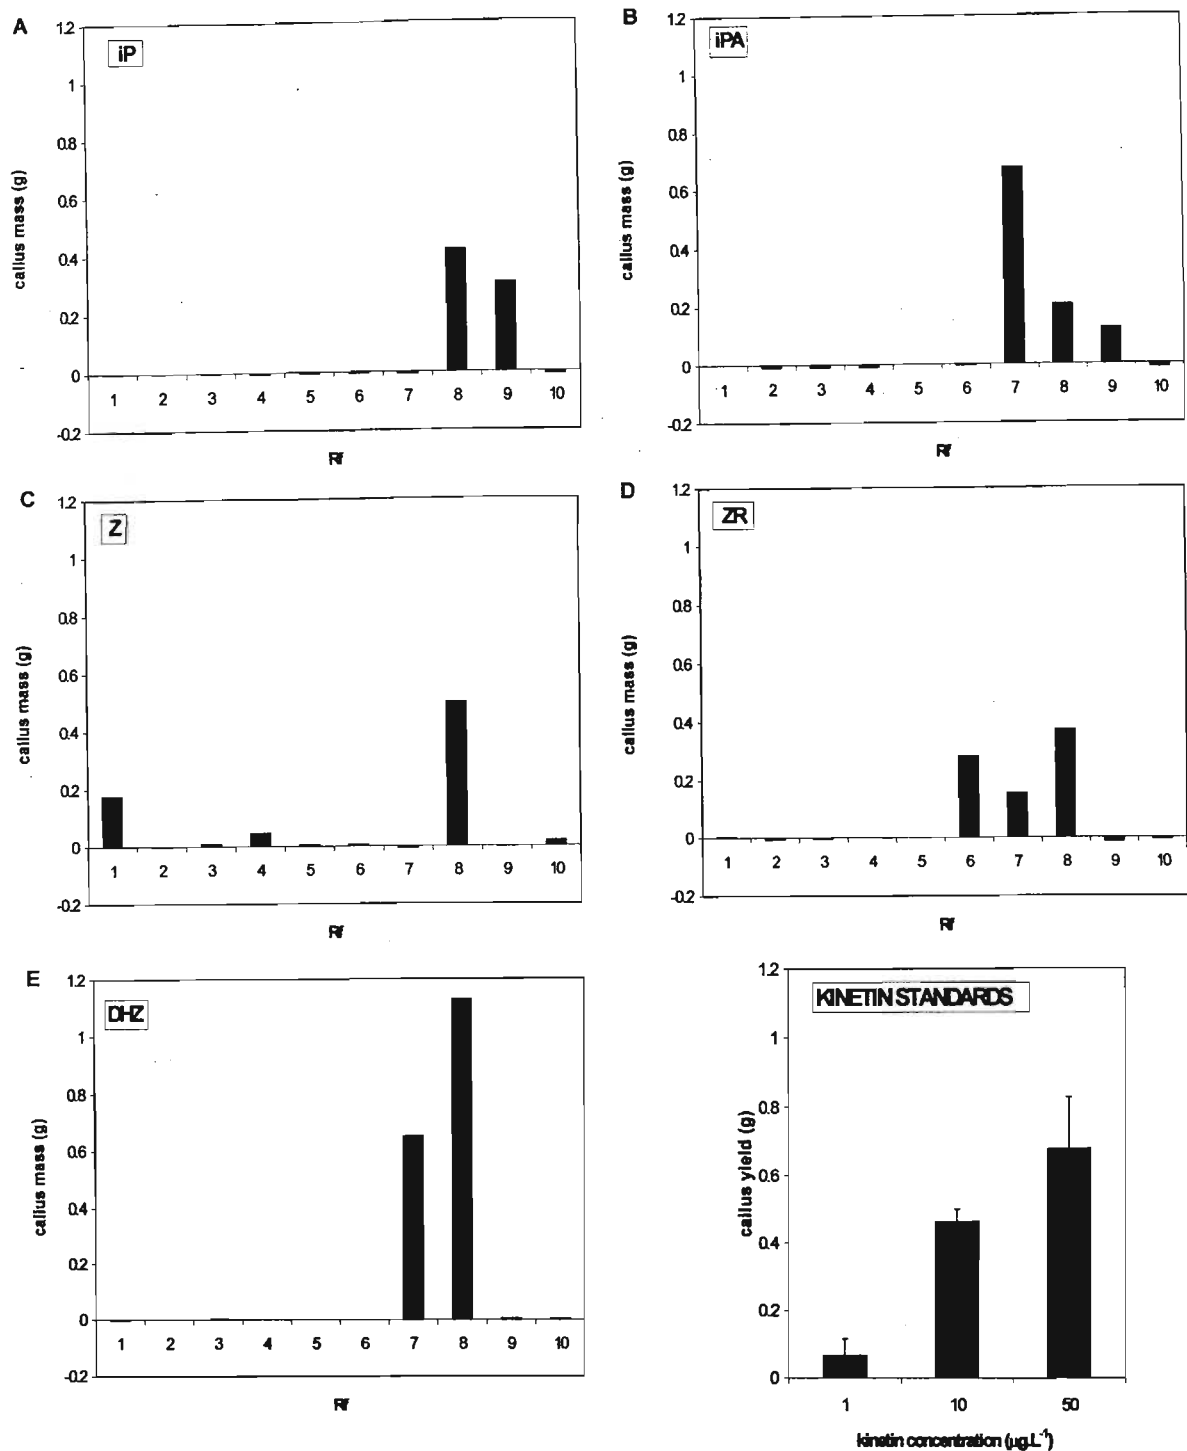 A
iP
callus mass (g)
1.2
1
0.8
0.6
0.4
0.2
0
-0.2
1 2 3 4 5 6 7 8 9 10
Rf
B
iPA
callus mass (g)
1.2
1
0.8
0.6
0.4
0.2
0
-0.2
1 2 3 4 5 6 7 8 9 10
Rf
C
Z
callus mass (g)
1.2
1
0.8
0.6
0.4
0.2
0
-0.2
1 2 3 4 5 6 7 8 9 10
Rf
D
ZR
callus mass (g)
1.2
1
0.8
0.6
0.4
0.2
0
-0.2
1 2 3 4 5 6 7 8 9 10
Rf
E
DHZ
callus mass (g)
1.2
1
0.8
0.6
0.4
0.2
0
-0.2
1 2 3 4 5 6 7 8 9 10
Rf
KINETIN STANDARDS
callus yield (g)
1.2
1
0.8
0.6
0.4
0.2
0
1 10 50
kinetin concentration (µg.L⁻¹)